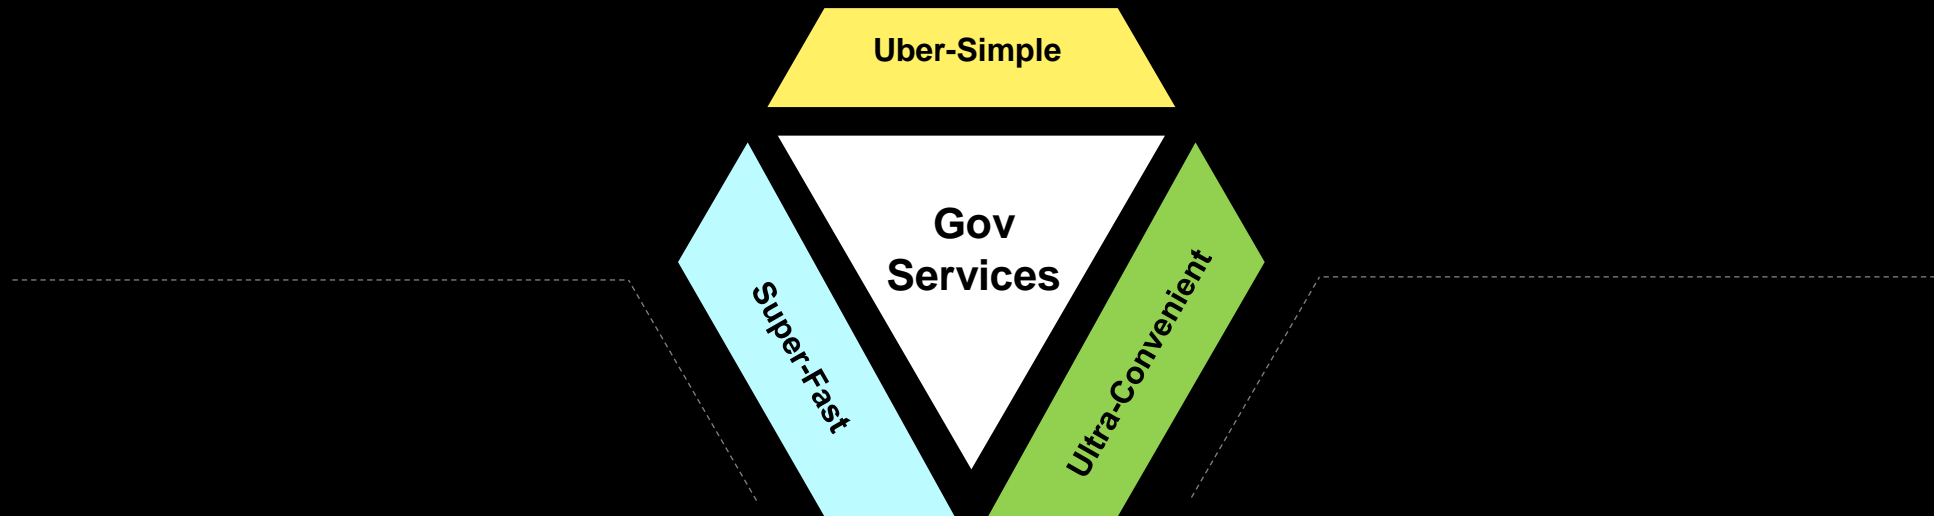 Uber-Simple
Gov
Services
Super-Fast
Ultra-Convenient